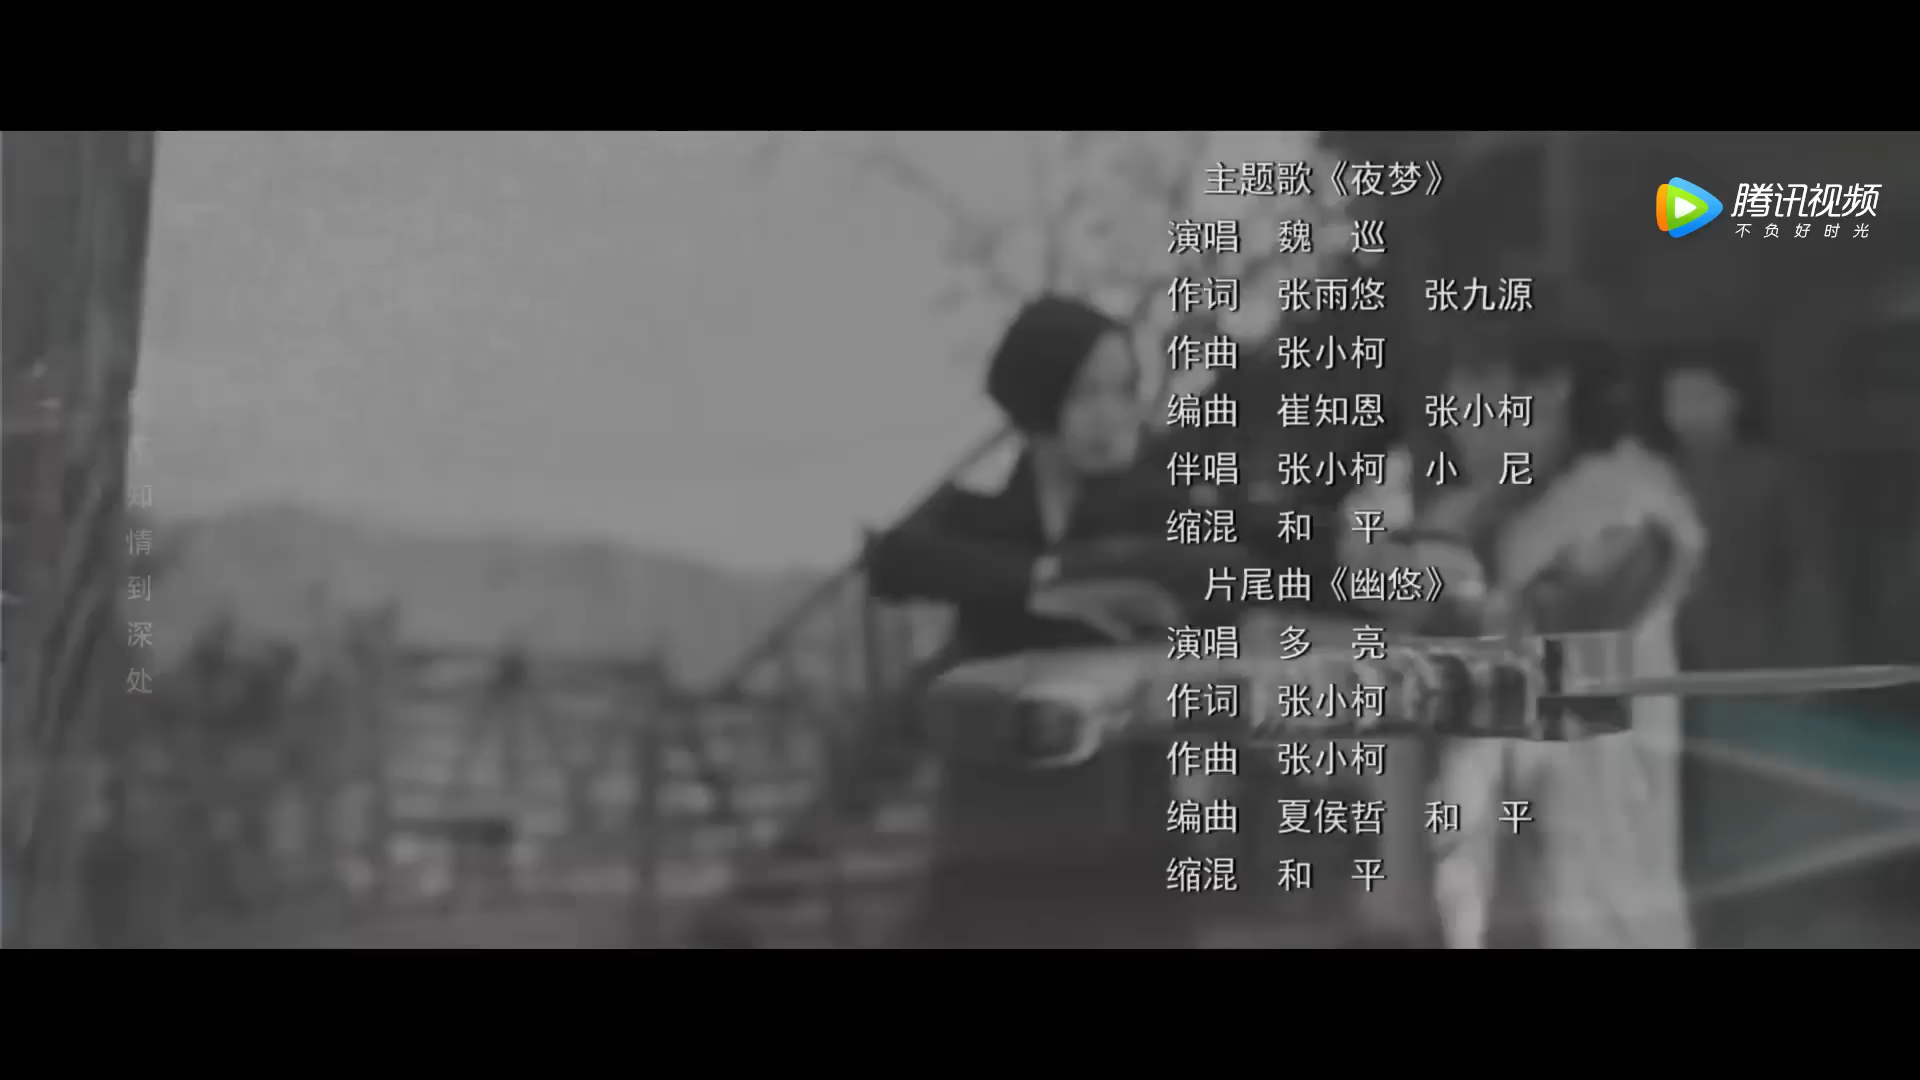 主题歌《夜梦》
演唱 魏 巡
作词 张雨悠 张九源
作曲 张小柯
编曲 崔知恩 张小柯
伴唱 张小柯 小 尼
缩混 和 平
片尾曲《幽悠》
演唱 多 亮
作词 张小柯
作曲 张小柯
编曲 夏侯哲 和 平
缩混 和 平
腾讯视频
不负好时光
知情到深处